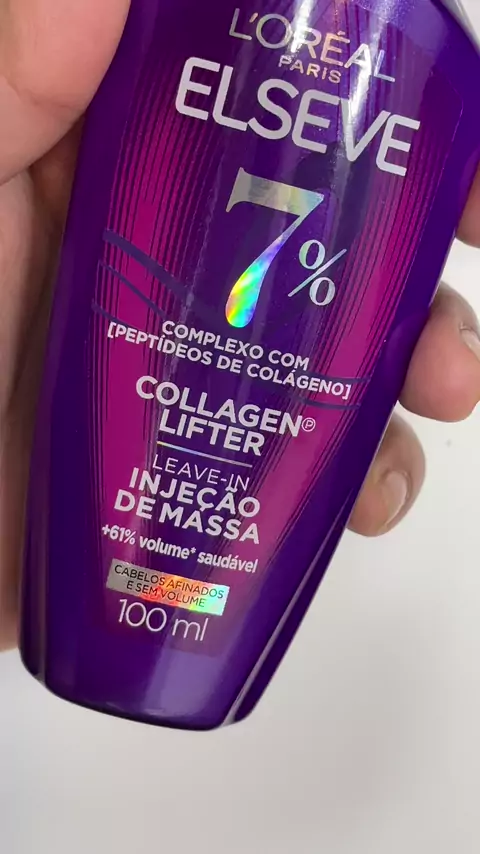 L'ORÉAL
PARIS
ELSEVE
7%
COMPLEXO COM
[PEPTÍDEOS DE COLÁGENO]
COLLAGEN℗
LIFTER
LEAVE-IN
INJEÇÃO
DE MASSA
+61% volume* saudável
CABELOS AFINADOS
E SEM VOLUME
100 ml